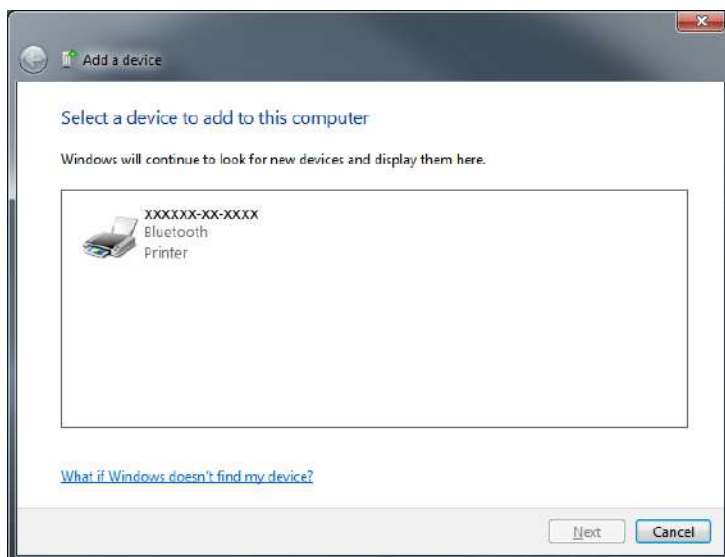 Add a device
Select a device to add to this computer
Windows will continue to look for new devices and display them here.
XXXXXX-XX-XXXX
Bluetooth
Printer
What if Windows doesn't find my device?
Next
Cancel